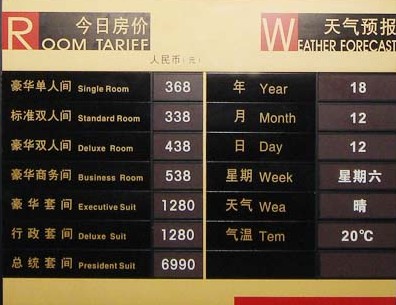 今日房价
ROOM TARIFF
人民币(元)
豪华单人间 Single Room 368
标准双人间 Standard Room 338
豪华双人间 Deluxe Room 438
豪华商务间 Business Room 538
豪华套间 Executive Suit 1280
行政套间 Deluxe Suit 1280
总统套间 President Suit 6990
天气预报
WEATHER FORECAST
年 Year 18
月 Month 12
日 Day 12
星期 Week 星期六
天气 Wea 晴
气温 Tem 20℃